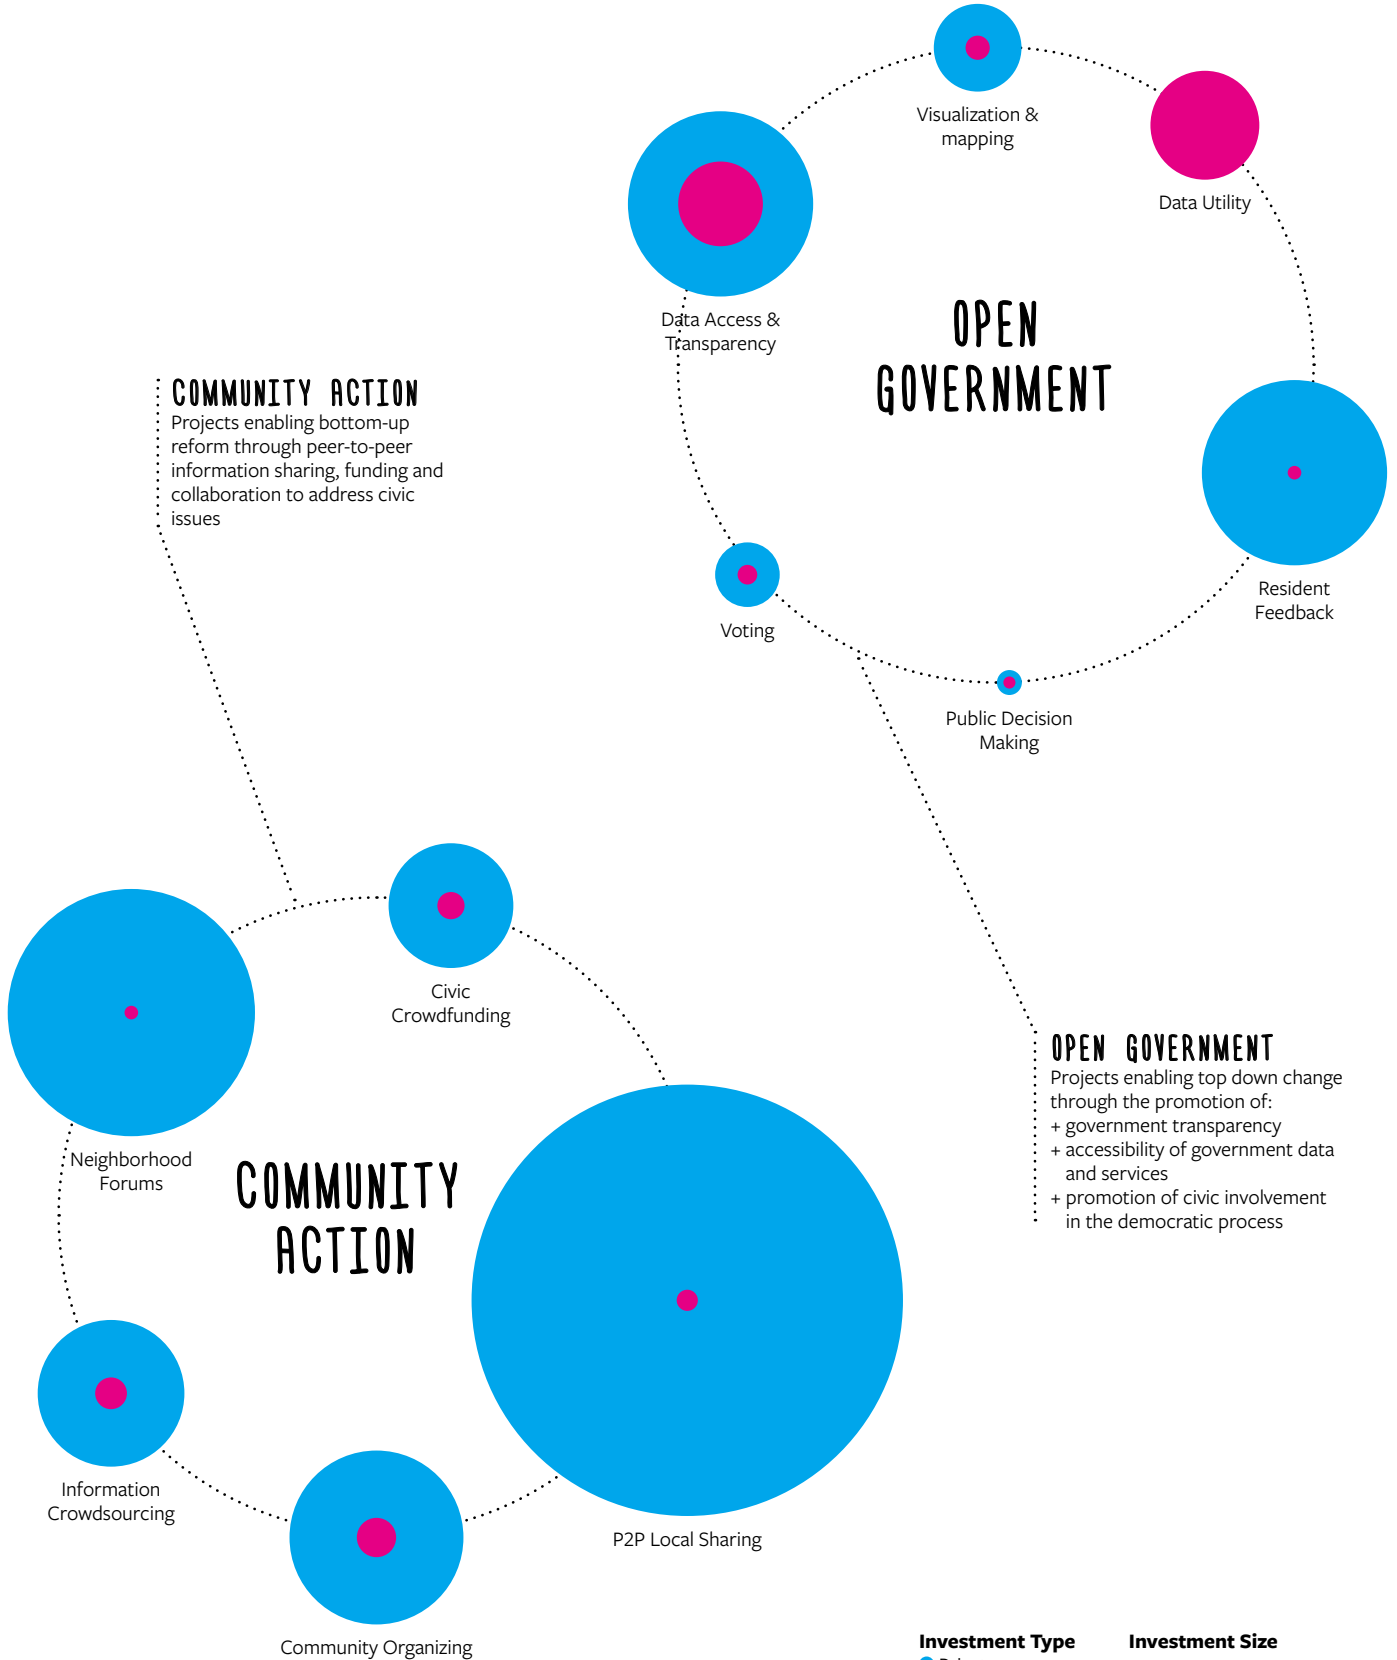 Visualization &
mapping
Data Utility
Data Access &
Transparency
OPEN
GOVERNMENT
COMMUNITY ACTION
Projects enabling bottom-up
reform through peer-to-peer
information sharing, funding and
collaboration to address civic
issues
Resident
Feedback
Voting
Public Decision
Making
Civic
Crowdfunding
OPEN GOVERNMENT
Projects enabling top down change
through the promotion of:
+ government transparency
+ accessibility of government data
and services
+ promotion of civic involvement
in the democratic process
Neighborhood
Forums
COMMUNITY
ACTION
Information
Crowdsourcing
P2P Local Sharing
Community Organizing
Investment Type
Investment Size